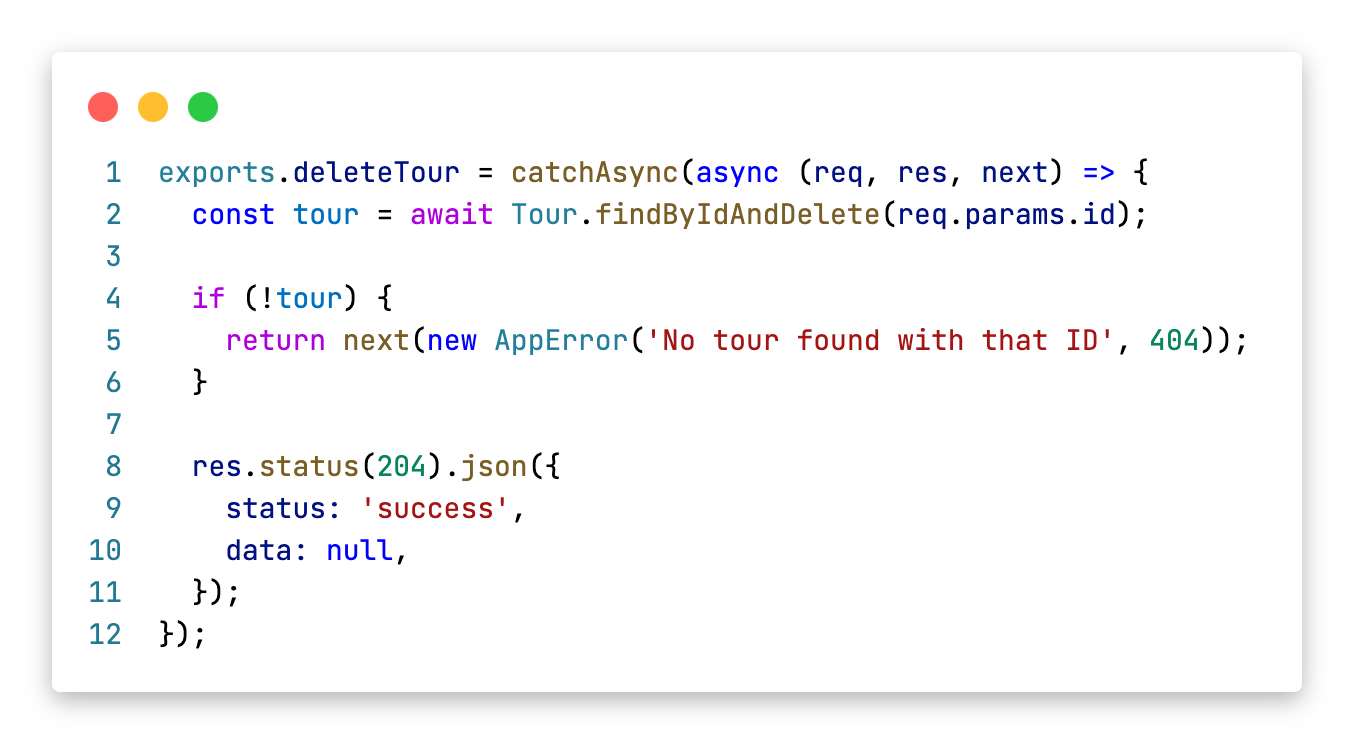 1 exports.deleteTour = catchAsync(async (req, res, next) => {
2   const tour = await Tour.findByIdAndDelete(req.params.id);
3
4   if (!tour) {
5     return next(new AppError('No tour found with that ID', 404));
6   }
7
8   res.status(204).json({
9     status: 'success',
10     data: null,
11   });
12 });